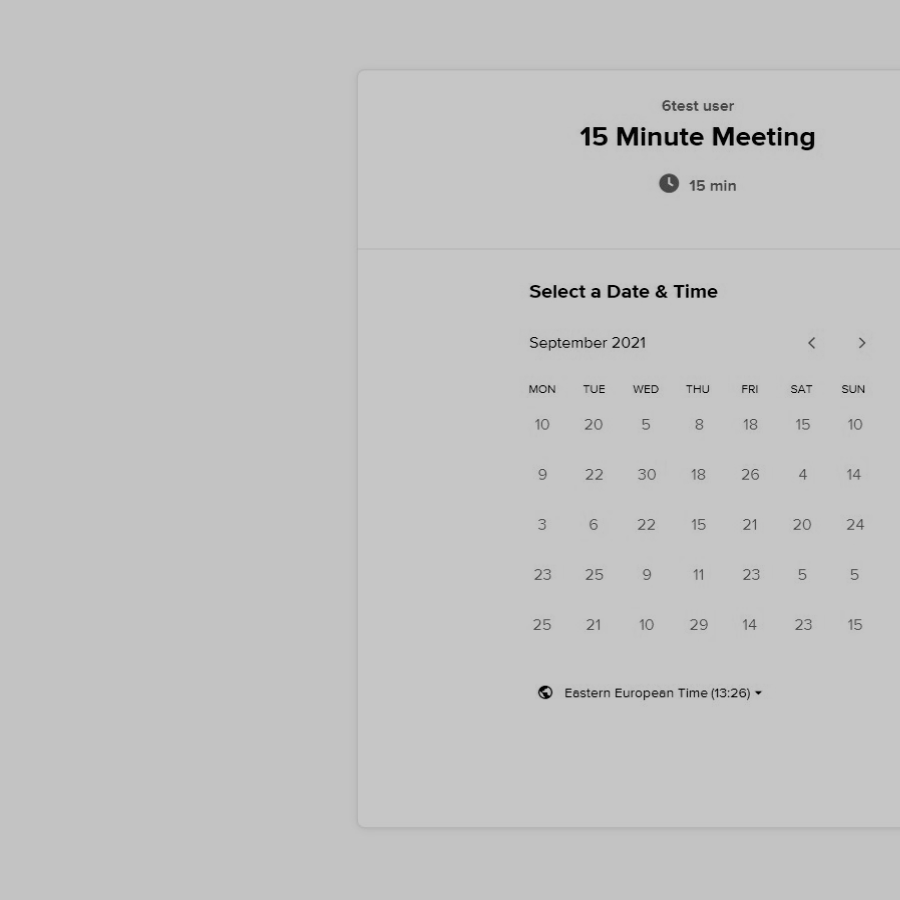 6test user
15 Minute Meeting
15 min
Select a Date & Time
September 2021
MON TUE WED THU FRI SAT SUN
10 20 5 8 18 15 10
9 22 30 18 26 4 14
3 6 22 15 21 20 24
23 25 9 11 23 5 5
25 21 10 29 14 23 15
Eastern European Time (13:26)